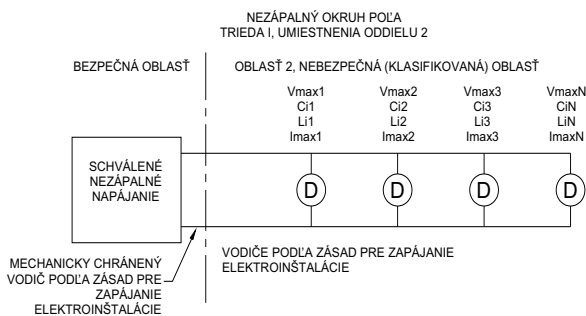 NEZÁPALNÝ OKRUH POĽA
TRIEDA I, UMIESTNENIA ODDIELU 2
BEZPEČNÁ OBLASŤ
OBLASŤ 2, NEBEZPEČNÁ (KLASIFIKOVANÁ) OBLASŤ
Vmax1
Ci1
Li1
Imax1
Vmax2
Ci2
Li2
Imax2
Vmax3
Ci3
Li3
Imax3
VmaxN
CiN
LiN
ImaxN
SCHVÁLENÉ
NEZÁPALNÉ
NAPÁJANIE
D
D
D
D
MECHANICKY CHRÁNENÝ
VODIČ PODĽA ZÁSAD PRE
ZAPÁJANIE
ELEKTROINŠTALÁCIE
VODIČE PODĽA ZÁSAD PRE ZAPÁJANIE
ELEKTROINŠTALÁCIE